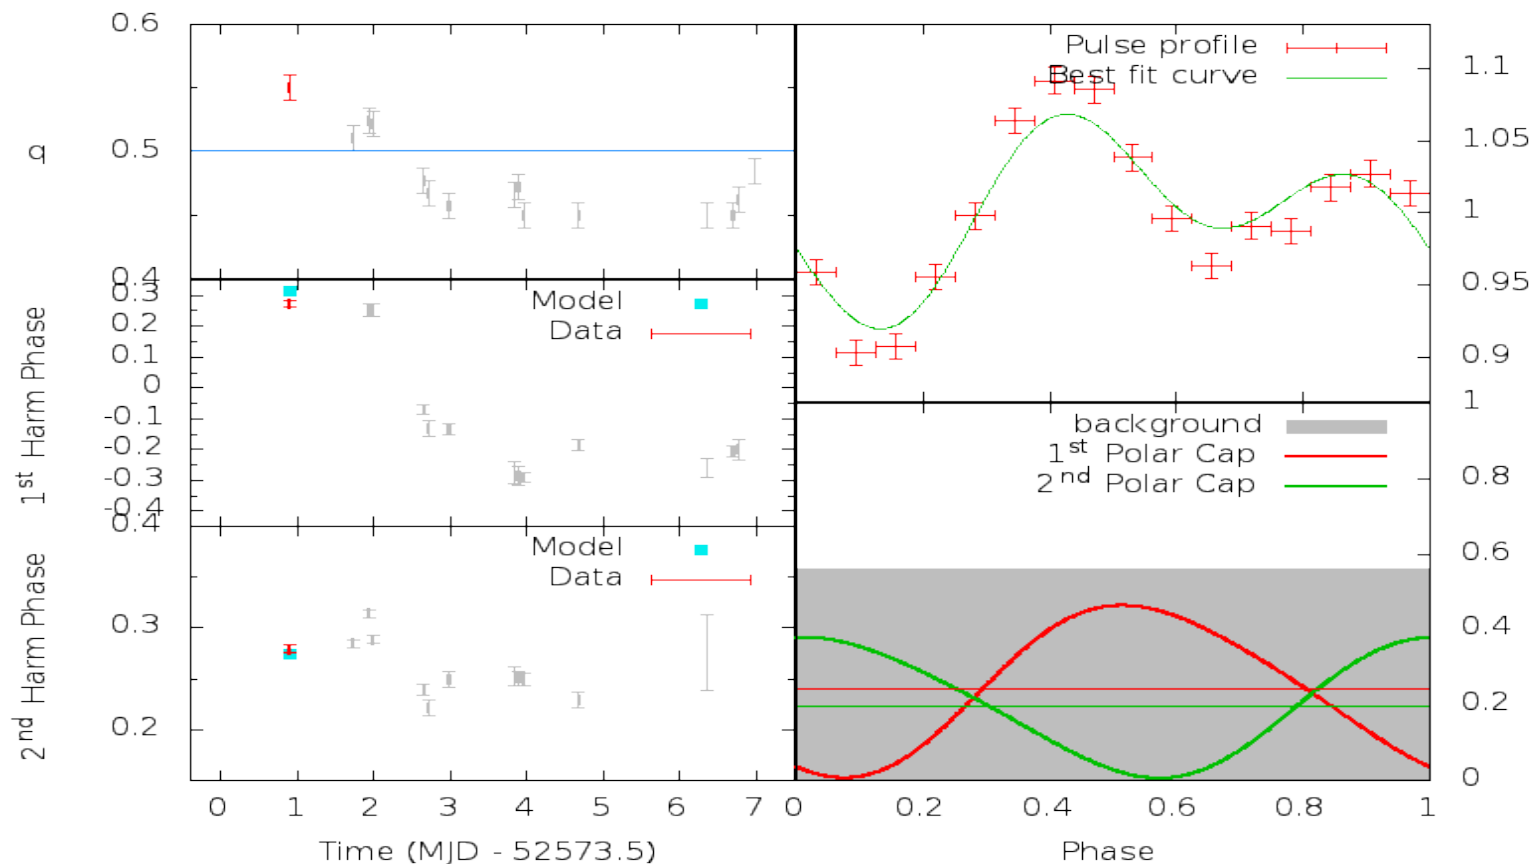 0.6
q
0.5
0.4
0.3
0.2
0.1
0
-0.1
-0.2
-0.3
-0.4
1st Harm Phase
Model
Data
0.4
0.3
0.2
2nd Harm Phase
Model
Data
0 1 2 3 4 5 6 7
Time (MJD - 52573.5)
Pulse profile
Best fit curve
1.1
1.05
1
0.95
0.9
1
background
1st Polar Cap
2nd Polar Cap
0.8
0.6
0.4
0.2
0
0 0.2 0.4 0.6 0.8 1
Phase